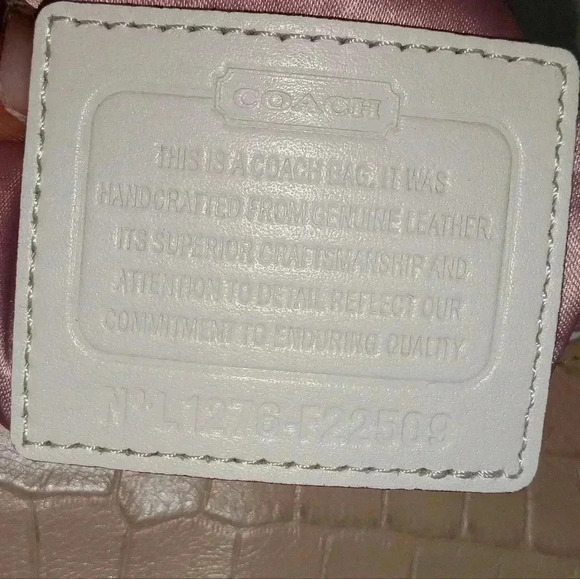 COACH
THIS IS A COACH BAG. IT WAS
HANDCRAFTED FROM GENUINE LEATHER.
ITS SUPERIOR CRAFTSMANSHIP AND
ATTENTION TO DETAIL REFLECT OUR
COMMITMENT TO ENDURING QUALITY.
Nº L1276-F22509